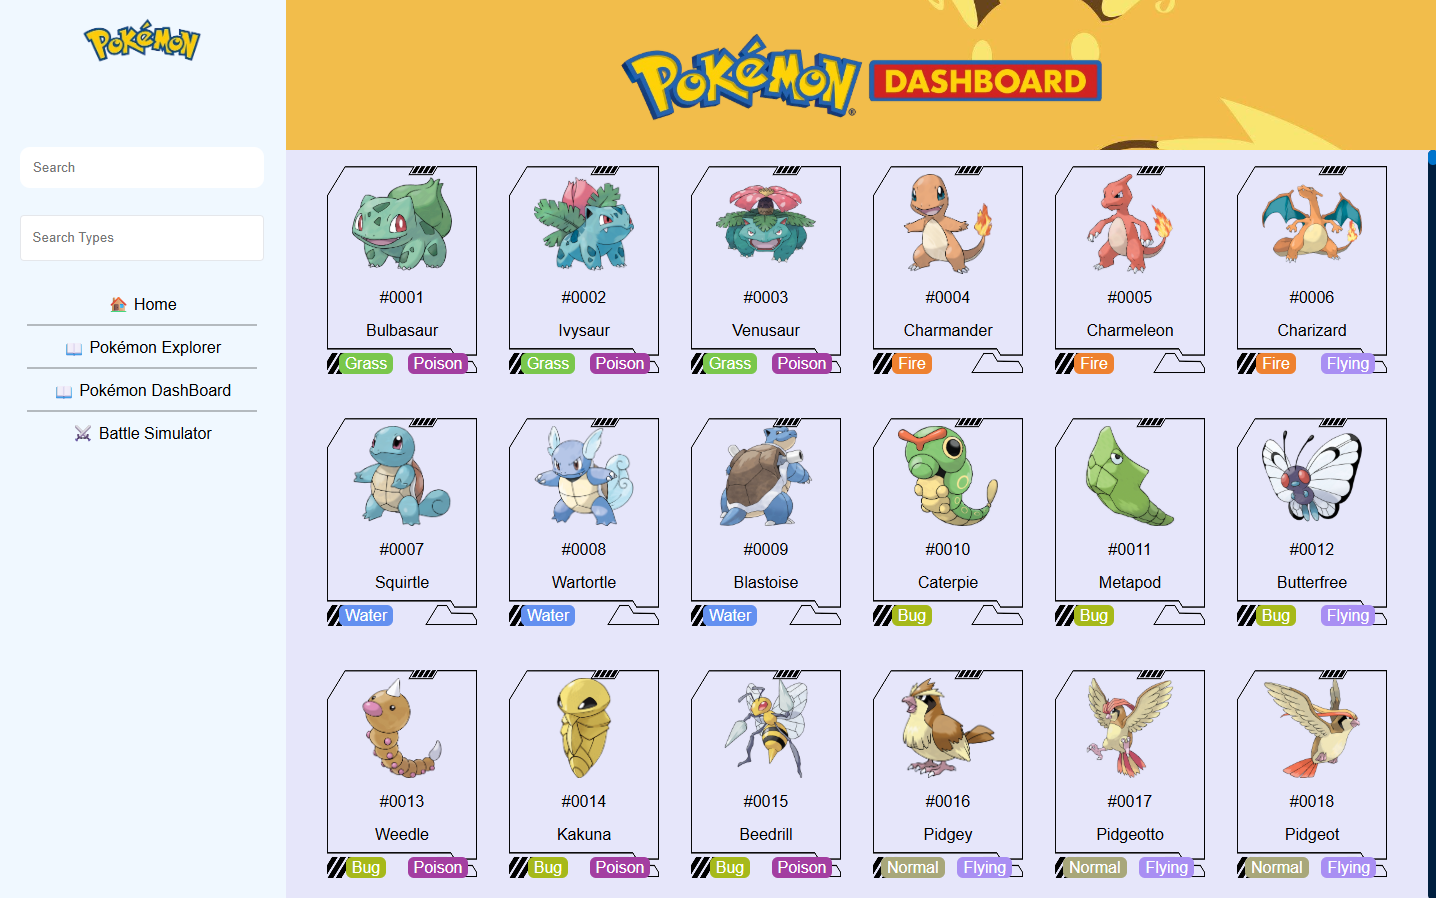 POKéMON
Search
Search Types
Home
Pokémon Explorer
Pokémon DashBoard
Battle Simulator
POKéMON® DASHBOARD
#0001 #0002 #0003 #0004 #0005 #0006
Bulbasaur Ivysaur Venusaur Charmander Charmeleon Charizard
Grass Poison Grass Poison Grass Poison Fire Fire Fire Flying
#0007 #0008 #0009 #0010 #0011 #0012
Squirtle Wartortle Blastoise Caterpie Metapod Butterfree
Water Water Water Bug Bug Bug Flying
#0013 #0014 #0015 #0016 #0017 #0018
Weedle Kakuna Beedrill Pidgey Pidgeotto Pidgeot
Bug Poison Bug Poison Bug Poison Normal Flying Normal Flying Normal Flying